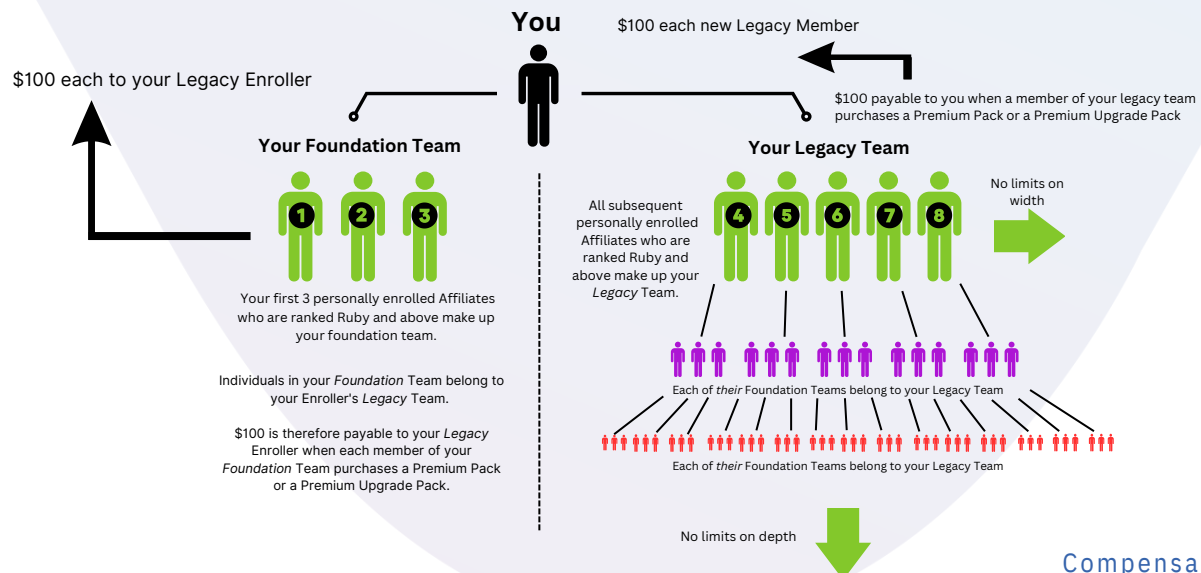 You
$100 each new Legacy Member
$100 each to your Legacy Enroller
$100 payable to you when a member of your legacy team
purchases a Premium Pack or a Premium Upgrade Pack
Your Foundation Team
1
2
3
Your first 3 personally enrolled Affiliates
who are ranked Ruby and above make up
your foundation team.
Individuals in your Foundation Team belong to
your Enroller's Legacy Team.
$100 is therefore payable to your Legacy
Enroller when each member of your
Foundation Team purchases a Premium Pack
or a Premium Upgrade Pack.
Your Legacy Team
All subsequent
personally enrolled
Affiliates who are
ranked Ruby and
above make up your
Legacy Team.
4
5
6
7
8
No limits on
width
Each of their Foundation Teams belong to your Legacy Team
Each of their Foundation Teams belong to your Legacy Team
No limits on depth
Compensa